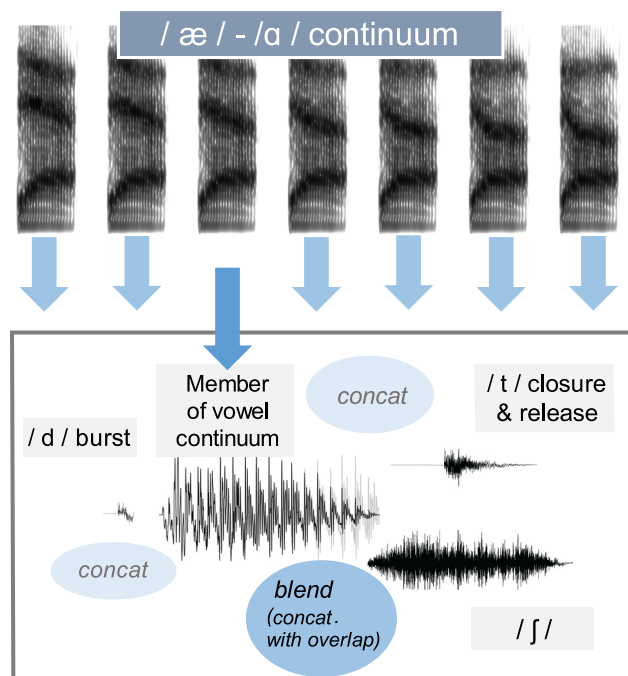 / æ / - /ɑ / continuum
Member
of vowel
continuum
concat
/ t / closure
& release
/ d / burst
concat
blend
(concat.
with overlap)
/ ʃ /